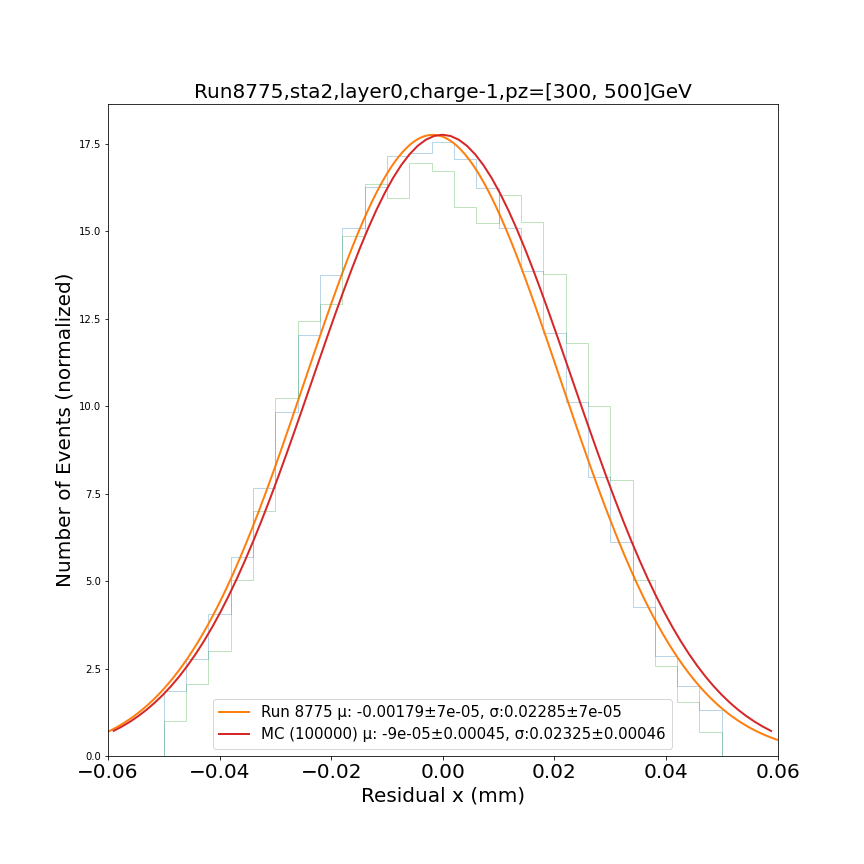 Run8775,sta2,layer0,charge-1,pz=[300, 500]GeV
Number of Events (normalized)
17.5
15.0
12.5
10.0
7.5
5.0
2.5
0.0
Run 8775 μ: -0.00179±7e-05, σ:0.02285±7e-05
MC (100000) μ: -9e-05±0.00045, σ:0.02325±0.00046
−0.06 −0.04 −0.02 0.00 0.02 0.04 0.06
Residual x (mm)